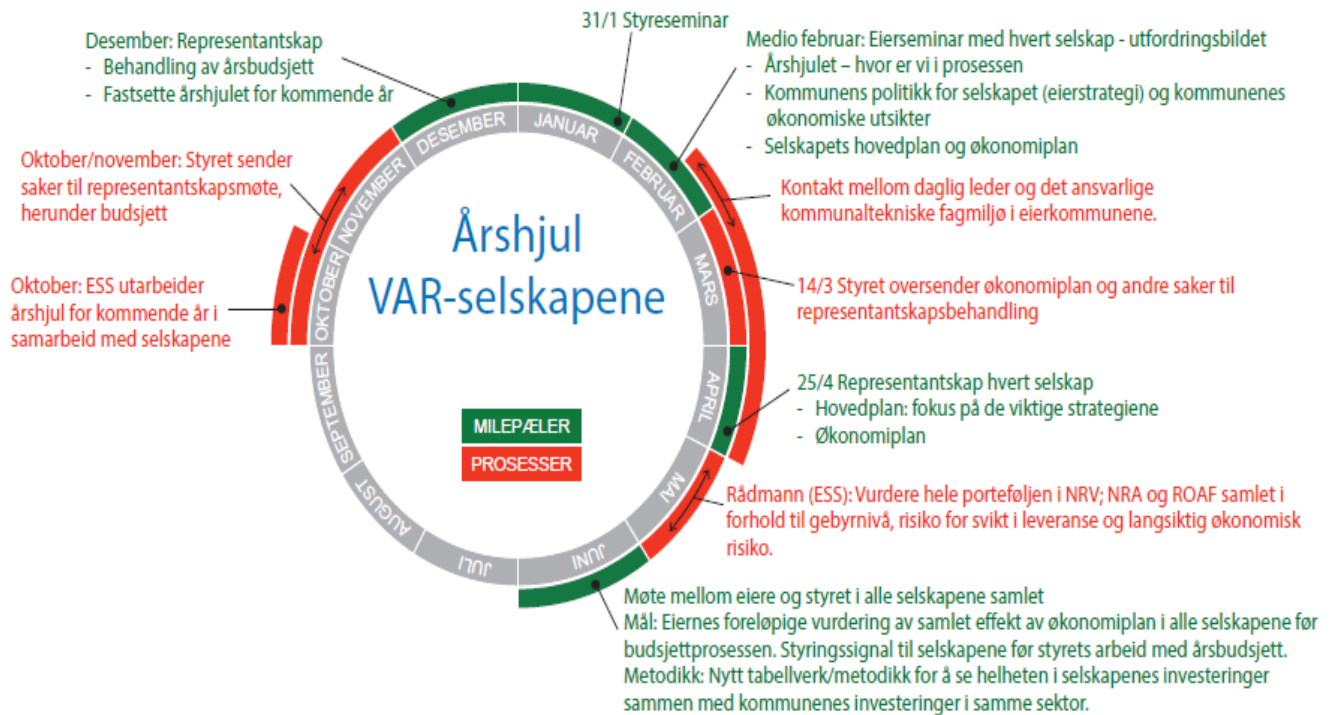 31/1 Styreseminar
Desember: Representantskap
- Behandling av årsbudsjett
- Fastsette årshjulet for kommende år
Medio februar: Eierseminar med hvert selskap - utfordringsbildet
- Årshjulet – hvor er vi i prosessen
- Kommunens politikk for selskapet (eierstrategi) og kommunenes
økonomiske utsikter
- Selskapets hovedplan og økonomiplan
Oktober/november: Styret sender
saker til representantskapsmøte,
herunder budsjett
Kontakt mellom daglig leder og det ansvarlige
kommunaltekniske fagmiljø i eierkommunene.
Oktober: ESS utarbeider
årshjul for kommende år i
samarbeid med selskapene
14/3 Styret oversender økonomiplan og andre saker til
representantskapsbehandling
25/4 Representantskap hvert selskap
- Hovedplan: fokus på de viktige strategiene
- Økonomiplan
Rådmann (ESS): Vurdere hele porteføljen i NRV; NRA og ROAF samlet i
forhold til gebyrnivå, risiko for svikt i leveranse og langsiktig økonomisk
risiko.
Møte mellom eiere og styret i alle selskapene samlet
Mål: Eiernes foreløpige vurdering av samlet effekt av økonomiplan i alle selskapene før
budsjettprosessen. Styringssignal til selskapene før styrets arbeid med årsbudsjett.
Metodikk: Nytt tabellverk/metodikk for å se helheten i selskapenes investeringer
sammen med kommunenes investeringer i samme sektor.
Årshjul
VAR-selskapene
MILEPÆLER
PROSESSER
JANUAR
FEBRUAR
MARS
APRIL
MAI
JUNI
JULI
AUGUST
SEPTEMBER
OKTOBER
NOVEMBER
DESEMBER